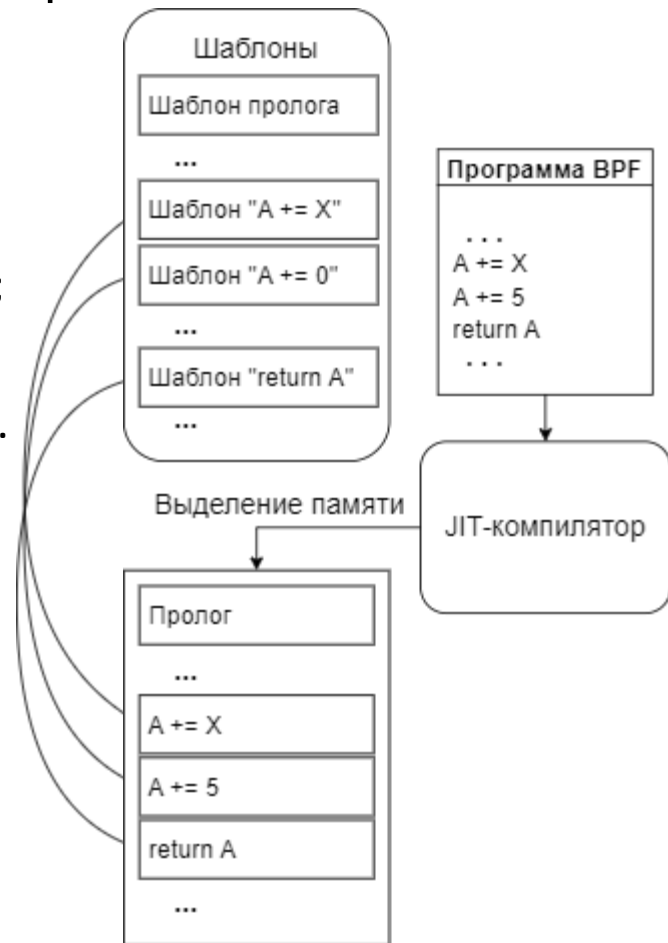 Шаблоны
Шаблон пролога
...
Шаблон "A += X"
Шаблон "A += 0"
...
Шаблон "return A"
...
Программа BPF
. . .
A += X
A += 5
return A
. . .
JIT-компилятор
Выделение памяти
Пролог
...
A += X
A += 5
return A
...